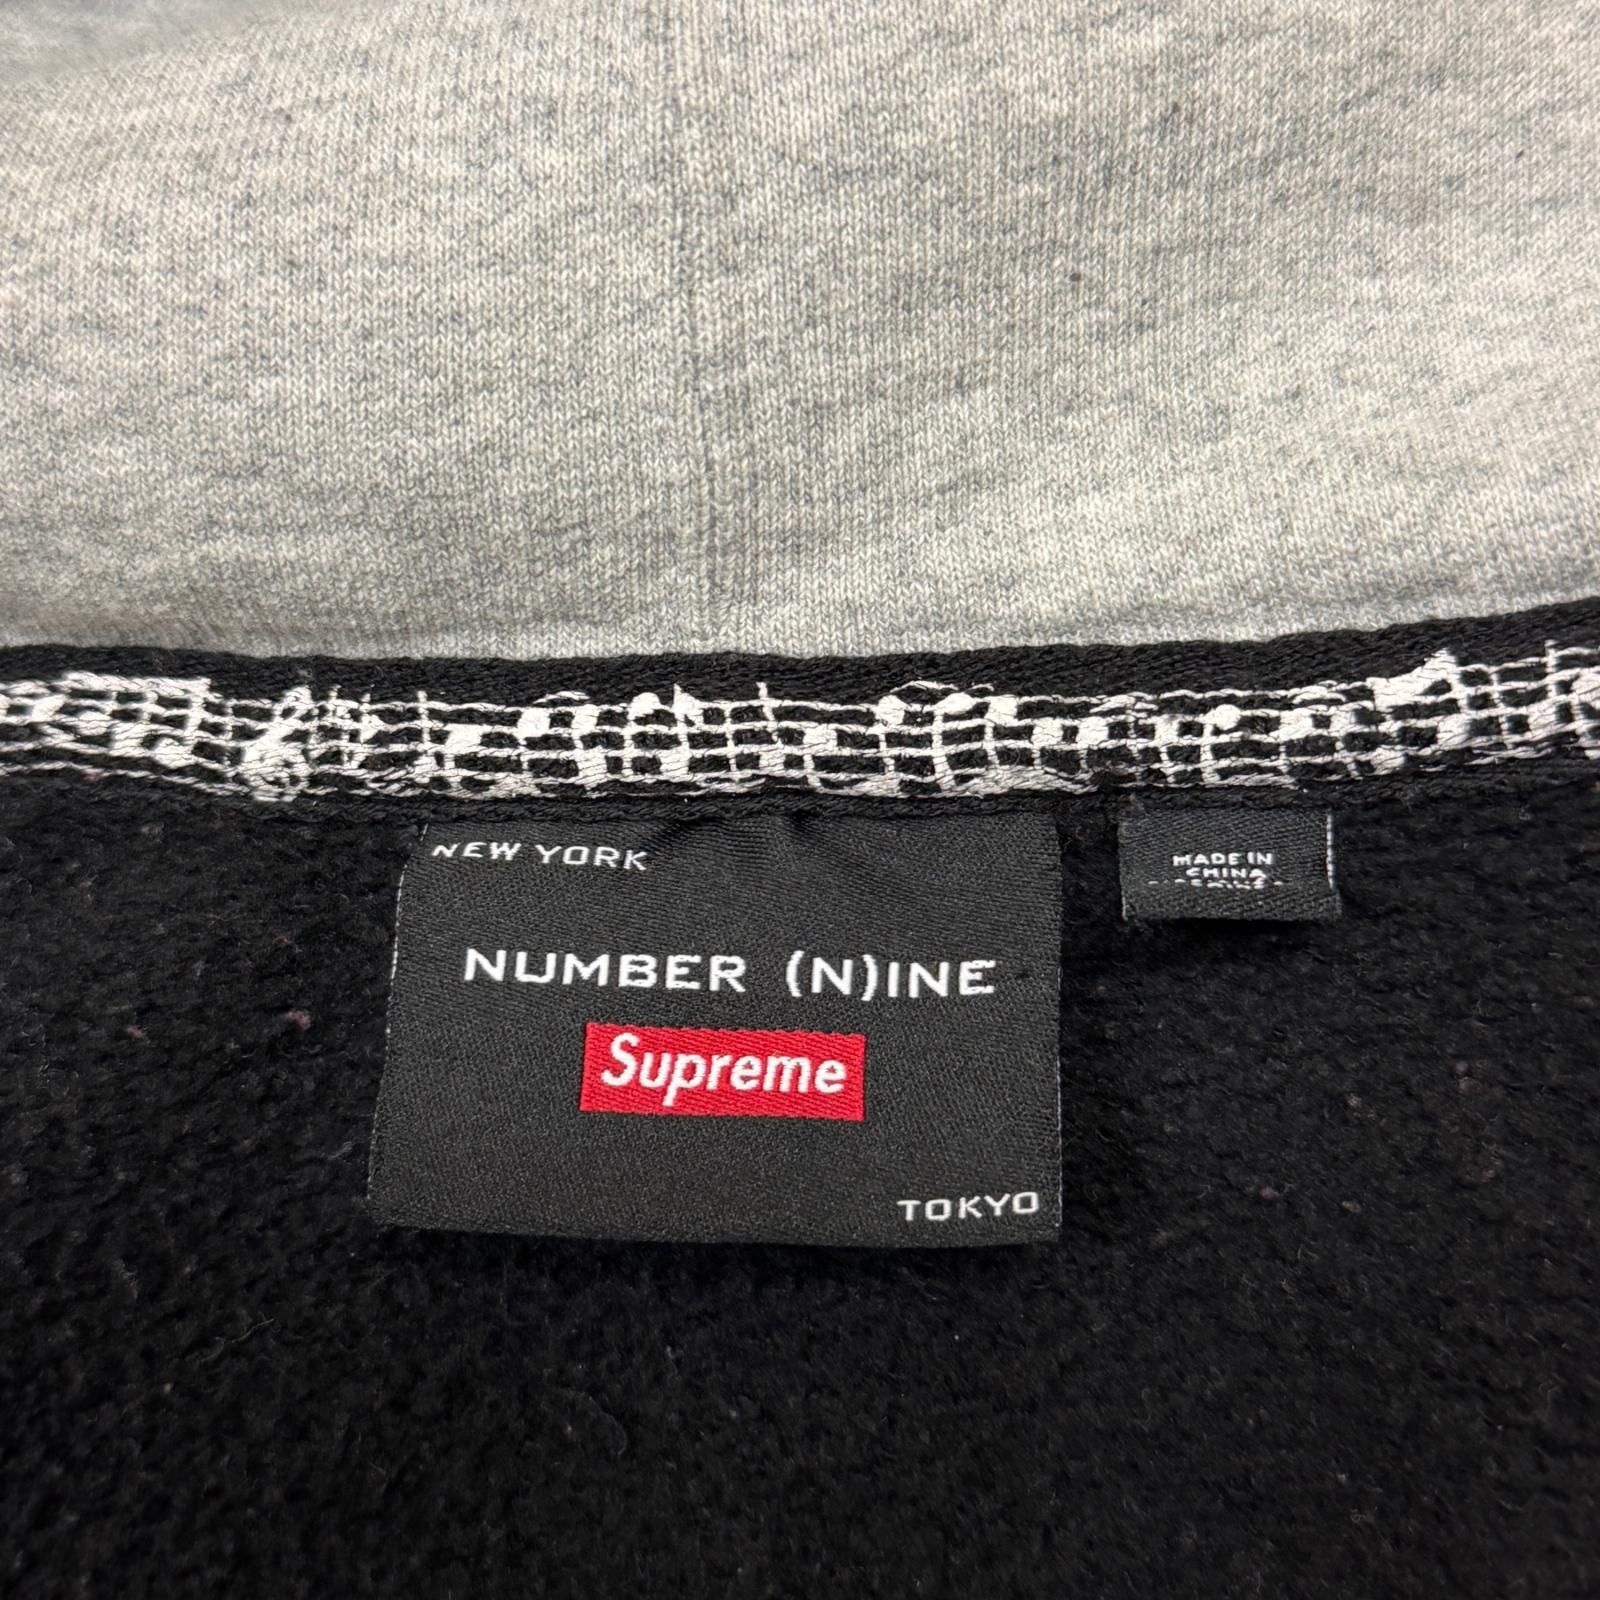 NEW YORK
NUMBER (N)INE
Supreme
TOKYO
MADE IN
CHINA